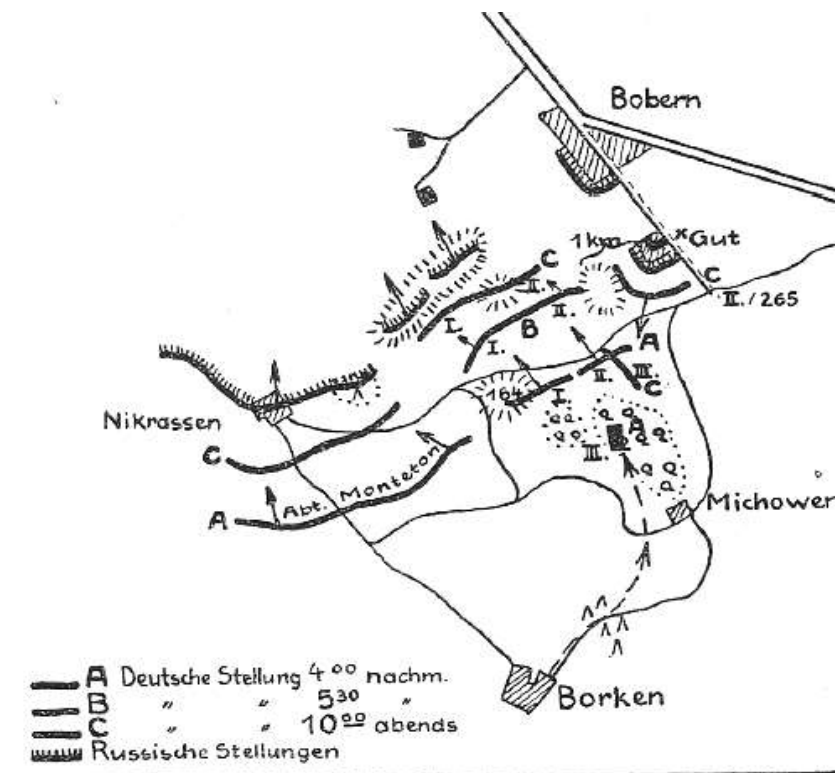 Bobern
1km
Gut
C
C
II.
II./265
I.
B
II.
A
I.
II.
III.
164
I.
C
Nikrassen
A
III.
C
Abt. Monteton
A
Michower
Borken
A Deutsche Stellung 4 00 nachm.
B " " 5 30 "
C " " 10 00 abends
Russische Stellungen